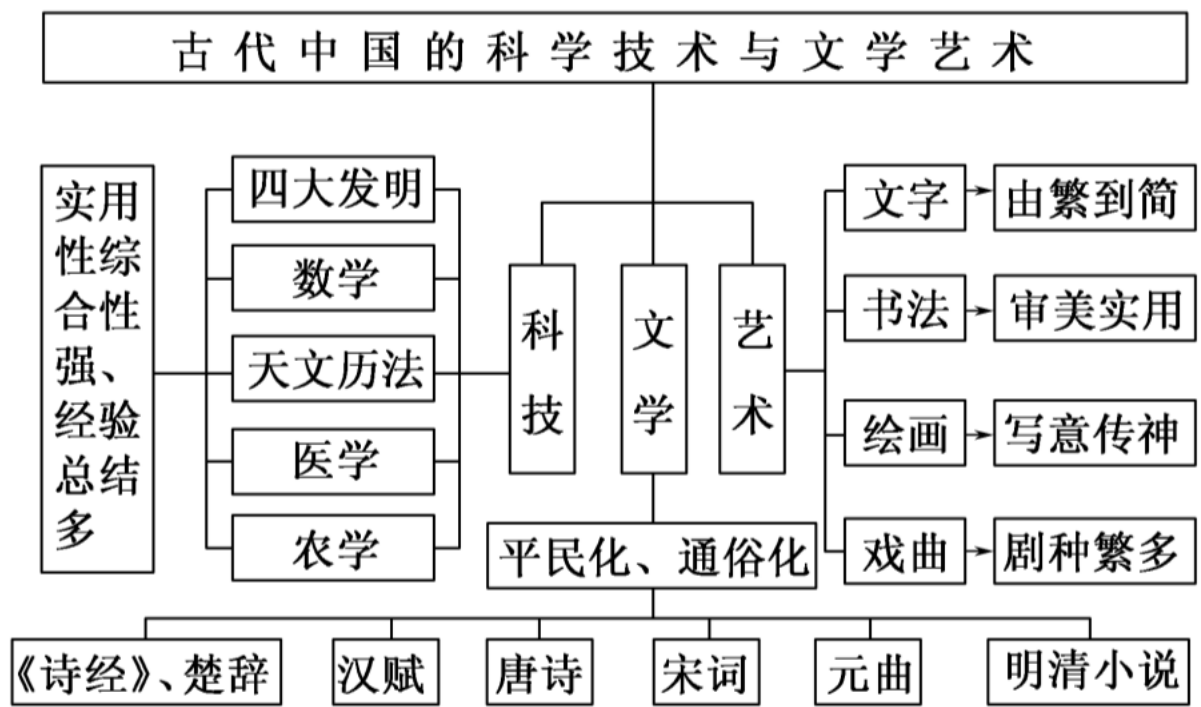 古代中国的科学技术与文学艺术
实用
性综
合性
强、
经验
总结
多
四大发明
数学
天文历法
医学
农学
科
技
文
学
艺
术
文字
由繁到简
书法
审美实用
绘画
写意传神
戏曲
剧种繁多
平民化、通俗化
《诗经》、楚辞
汉赋
唐诗
宋词
元曲
明清小说